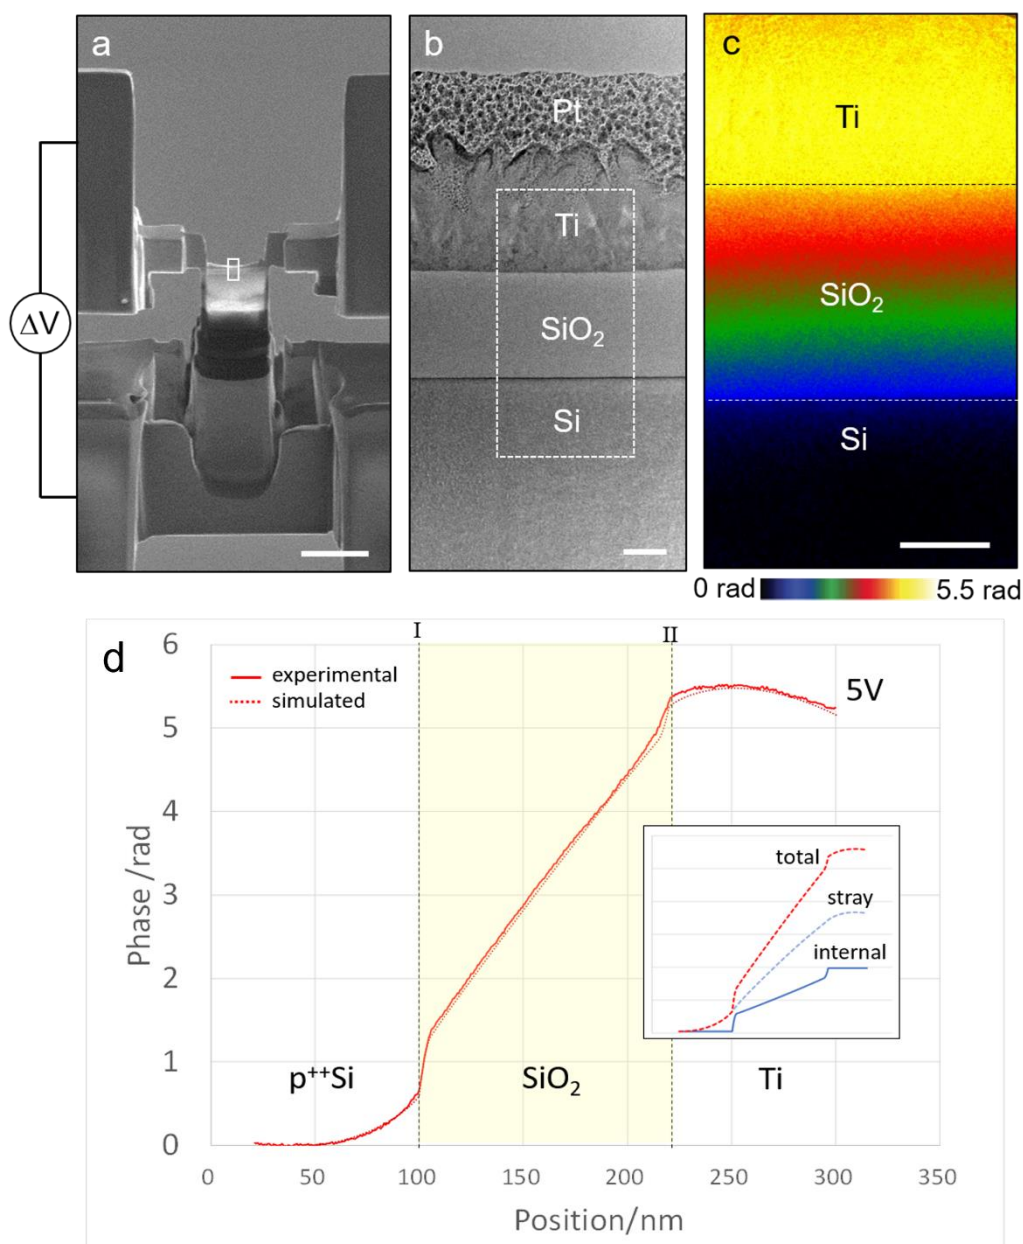 a
ΔV
b
Pt
Ti
SiO₂
Si
c
Ti
SiO₂
Si
0 rad
5.5 rad
d
I
II
experimental
simulated
5V
6
5
4
3
2
1
0
Phase /rad
total
stray
internal
p⁺⁺Si
SiO₂
Ti
0
50
100
150
200
250
300
350
Position/nm